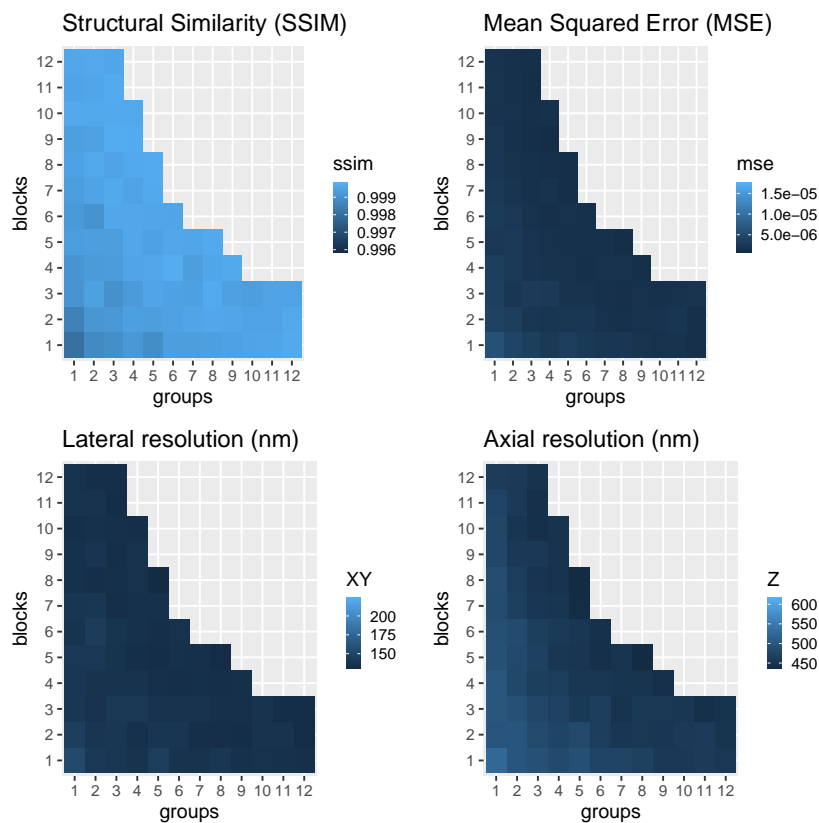 Structural Similarity (SSIM)
12
11
10
9
8
7
6
5
4
3
2
1
blocks
1 2 3 4 5 6 7 8 9 10 11 12
groups
ssim
0.999
0.998
0.997
0.996
Mean Squared Error (MSE)
12
11
10
9
8
7
6
5
4
3
2
1
blocks
1 2 3 4 5 6 7 8 9 10 11 12
groups
mse
1.5e−05
1.0e−05
5.0e−06
Lateral resolution (nm)
12
11
10
9
8
7
6
5
4
3
2
1
blocks
1 2 3 4 5 6 7 8 9 10 11 12
groups
XY
200
175
150
Axial resolution (nm)
12
11
10
9
8
7
6
5
4
3
2
1
blocks
1 2 3 4 5 6 7 8 9 10 11 12
groups
Z
600
550
500
450